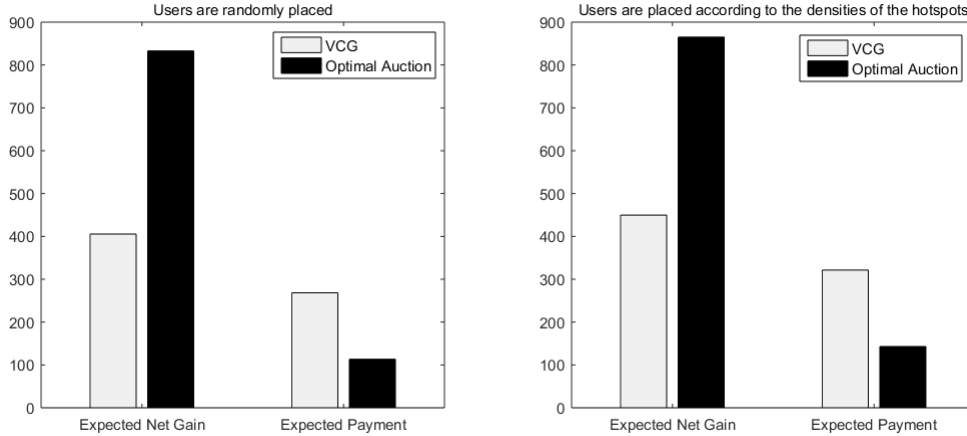 Users are randomly placed
900
800
700
600
500
400
300
200
100
0
VCG
Optimal Auction
Expected Net Gain
Expected Payment
Users are placed according to the densities of the hotspots
900
800
700
600
500
400
300
200
100
0
VCG
Optimal Auction
Expected Net Gain
Expected Payment